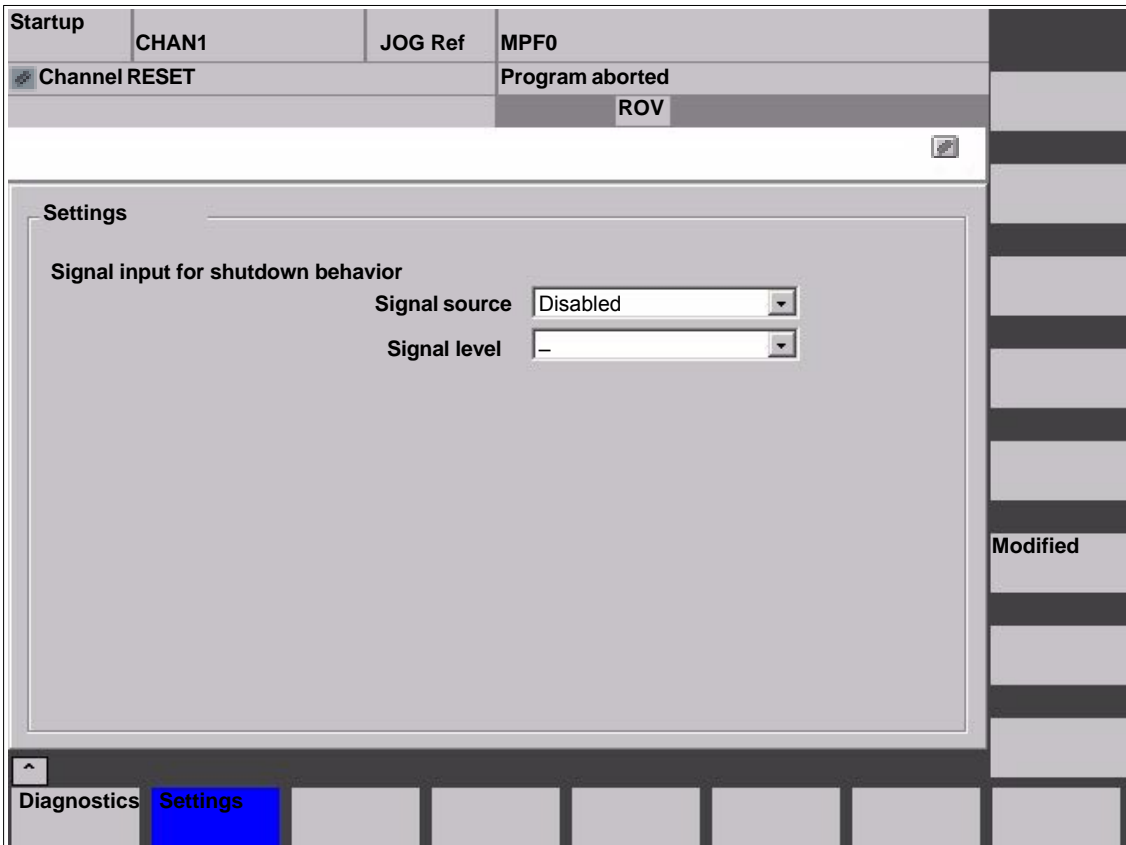 Startup
CHAN1
JOG Ref
MPF0
Channel RESET
Program aborted
ROV
Settings
Signal input for shutdown behavior
Signal source
Disabled
Signal level
_
Modified
^
Diagnostics
Settings